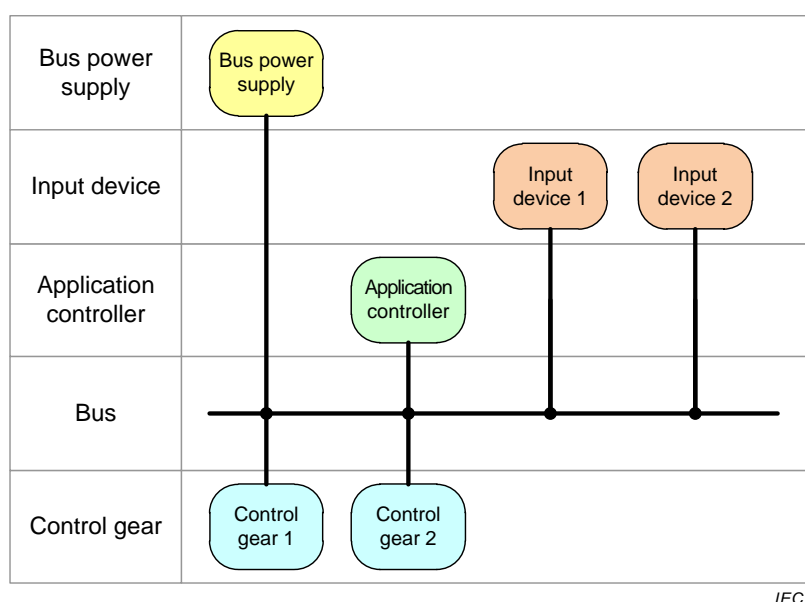 Bus power
supply
Bus power
supply
Input device
Input
device 1
Input
device 2
Application
controller
Application
controller
Bus
Control gear
Control
gear 1
Control
gear 2
IEC